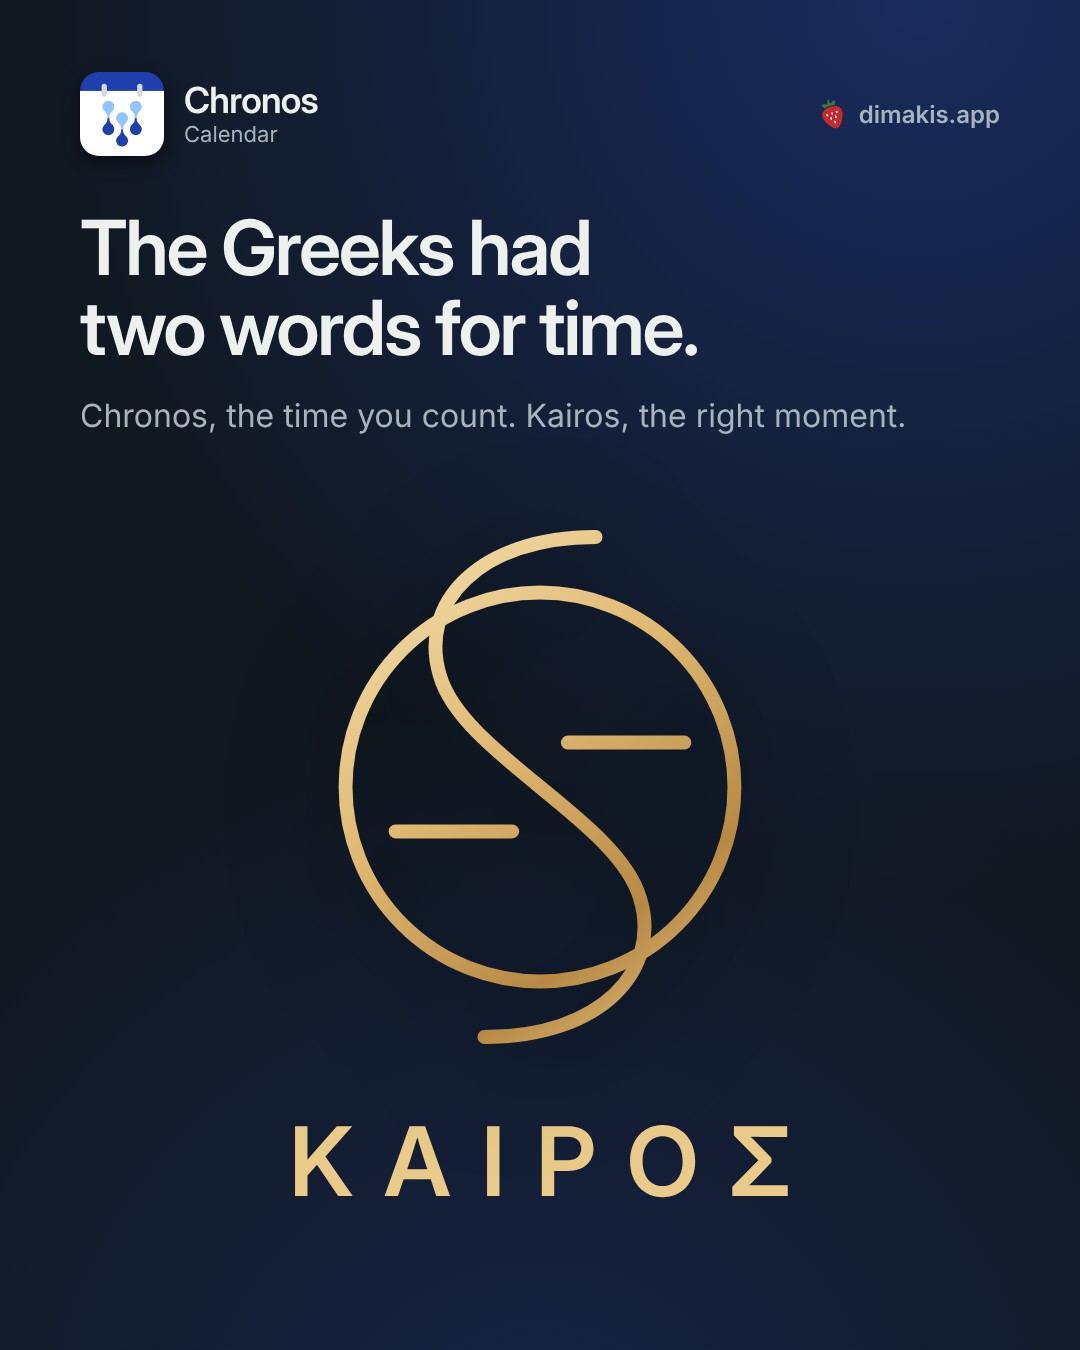 Chronos
Calendar
dimakis.app
The Greeks had
two words for time.
Chronos, the time you count. Kairos, the right moment.
ΚΑΙΡΟΣ